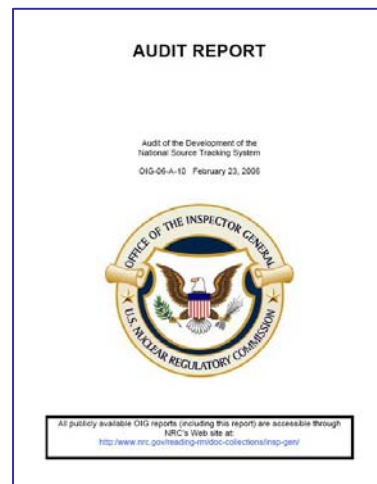 AUDIT REPORT
Audit of the Development of the
National Source Tracking System
OIG-06-A-10 February 23, 2006
OFFICE OF THE INSPECTOR GENERAL
U.S. NUCLEAR REGULATORY COMMISSION
All publicly available OIG reports (including this report) are accessible through
NRC's Web site at:
http:/www.nrc.gov/reading-rm/doc-collections/insp-gen/